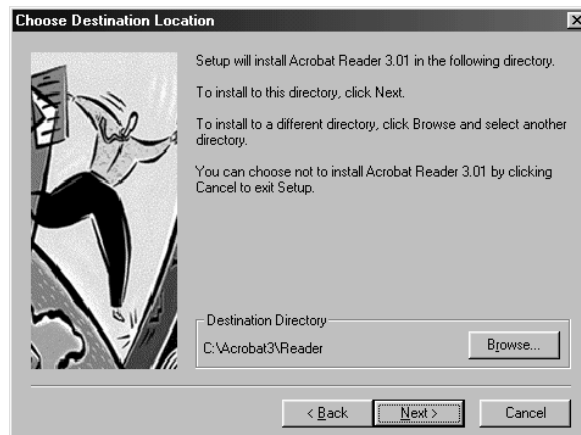 Choose Destination Location
Setup will install Acrobat Reader 3.01 in the following directory.
To install to this directory, click Next.
To install to a different directory, click Browse and select another
directory.
You can choose not to install Acrobat Reader 3.01 by clicking
Cancel to exit Setup.
Destination Directory
C:\Acrobat3\Reader
Browse...
< Back
Next >
Cancel